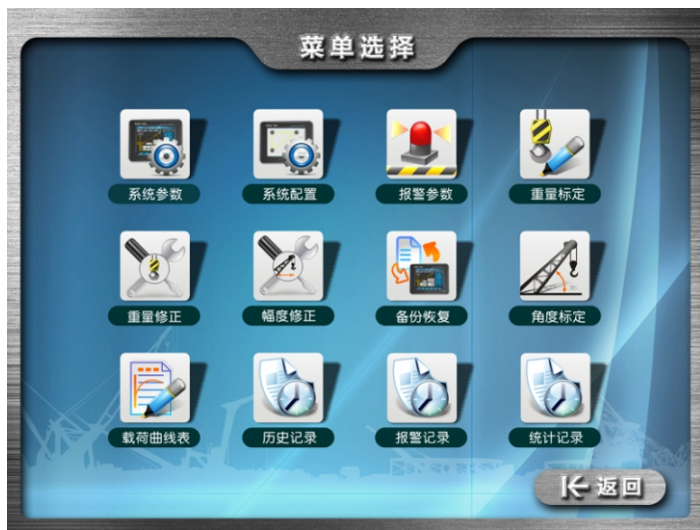 菜单选择
系统参数
系统配置
报警参数
重量标定
重量修正
幅度修正
备份恢复
角度标定
载荷曲线表
历史记录
报警记录
统计记录
返回